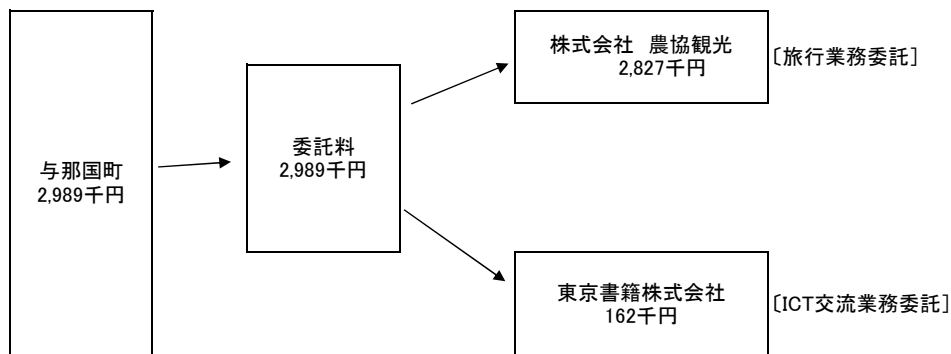 与那国町
2,989千円
委託料
2,989千円
株式会社　農協観光
2,827千円
〔旅行業務委託］
東京書籍株式会社
162千円
〔ICT交流業務委託］